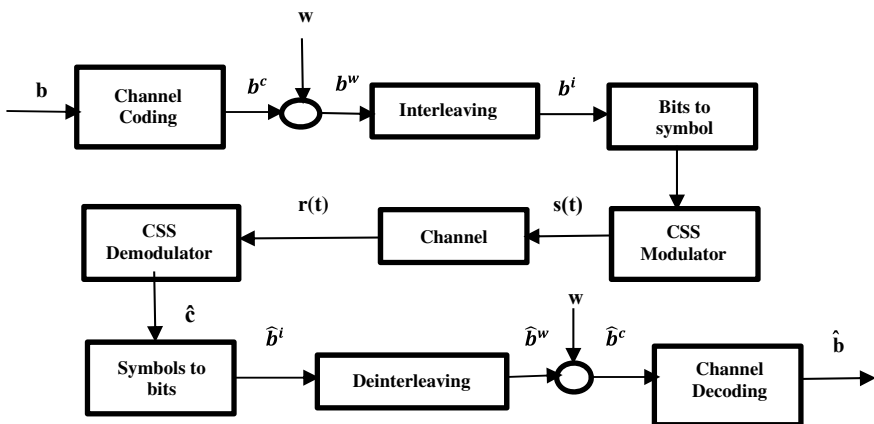 w
b
Channel
Coding
b^c
b^w
Interleaving
b^i
Bits to
symbol
r(t)
s(t)
CSS
Demodulator
Channel
CSS
Modulator
ĉ
w
b̂^i
b̂^w
b̂^c
b̂
Symbols to
bits
Deinterleaving
Channel
Decoding